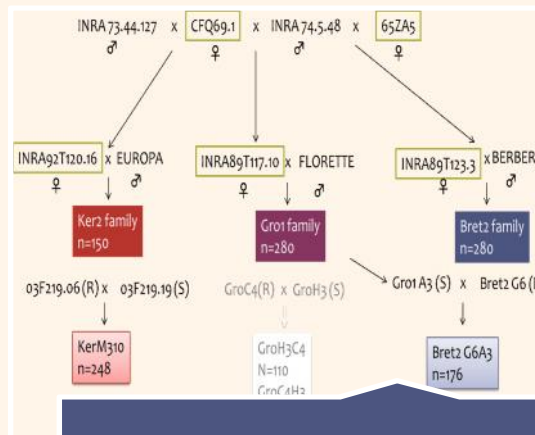 INRA 73.44.127 x CFQ69.1 x INRA 74.5.48 x 65ZA5
♂ ♀ ♂ ♀
INRA92T120.16 x EUROPA INRA89T117.10 x FLORETTE INRA89T123.3 x BERBER
♀ ♂ ♀ ♂ ♀ ♂
Ker2 family Gro1 family Bret2 family
n=150 n=280 n=280
03F219.06 (R) x 03F219.19 (S) GroC4(R) x GroH3 (S) Gro1 A3 (S) x Bret2 G6
KerM310 GroH3C4 Bret2 G6A3
n=248 N=110 n=176
GroC4H3